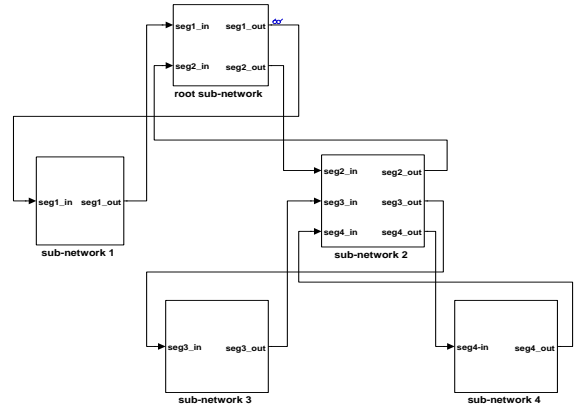 seg1_in seg1_out
seg2_in seg2_out
root sub-network
seg1_in seg1_out
sub-network 1
seg2_in seg2_out
seg3_in seg3_out
seg4_in seg4_out
sub-network 2
seg3_in seg3_out
sub-network 3
seg4-in seg4_out
sub-network 4